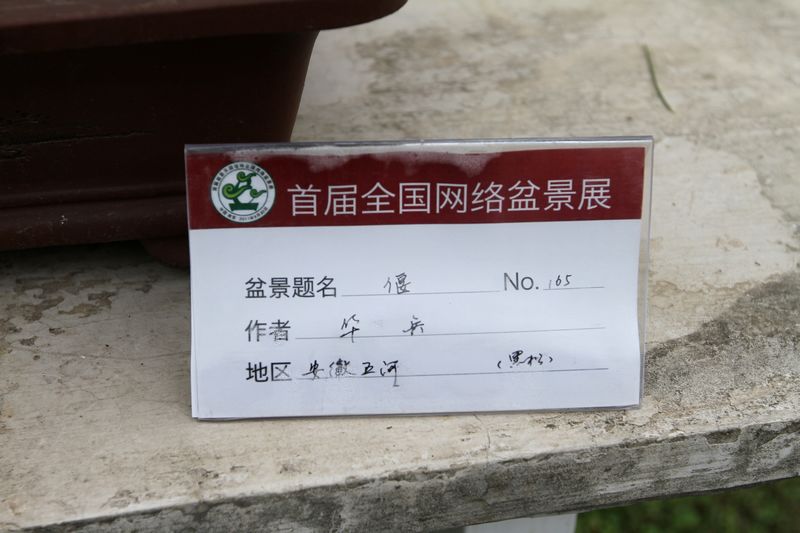 首届全国网络盆景展
盆景题名 偃 No. 165
作者 华兵
地区 安徽五河 (黑松)